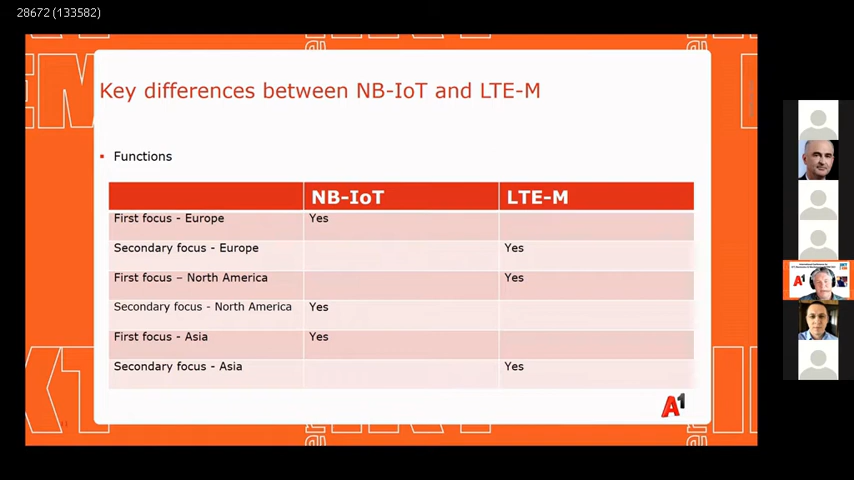 28672 (133582)
Key differences between NB-IoT and LTE-M
Functions
NB-IoT LTE-M
First focus - Europe Yes
Secondary focus - Europe Yes
First focus – North America Yes
Secondary focus - North America Yes
First focus - Asia Yes
Secondary focus - Asia Yes
A1